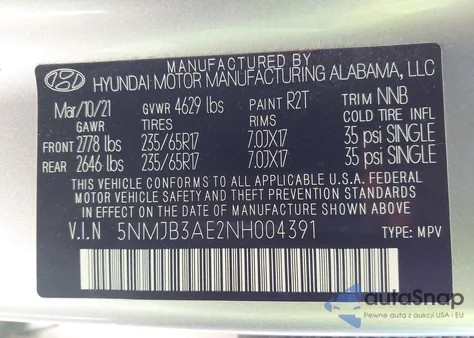 MANUFACTURED BY
HYUNDAI MOTOR MANUFACTURING ALABAMA, LLC
Mar/10/21 GVWR 4629 lbs PAINT R2T TRIM NNB
GAWR TIRES RIMS COLD TIRE INFL
FRONT 2778 lbs 235/65R17 7.0JX17 35 psi SINGLE
REAR 2646 lbs 235/65R17 7.0JX17 35 psi SINGLE
THIS VEHICLE CONFORMS TO ALL APPLICABLE U.S.A. FEDERAL
MOTOR VEHICLE SAFETY AND THEFT PREVENTION STANDARDS
IN EFFECT ON THE DATE OF MANUFACTURE SHOWN ABOVE.
V.I.N 5NMJB3AE2NH004391 TYPE: MPV
autoSnap
Pewne auta z aukcji USA i EU